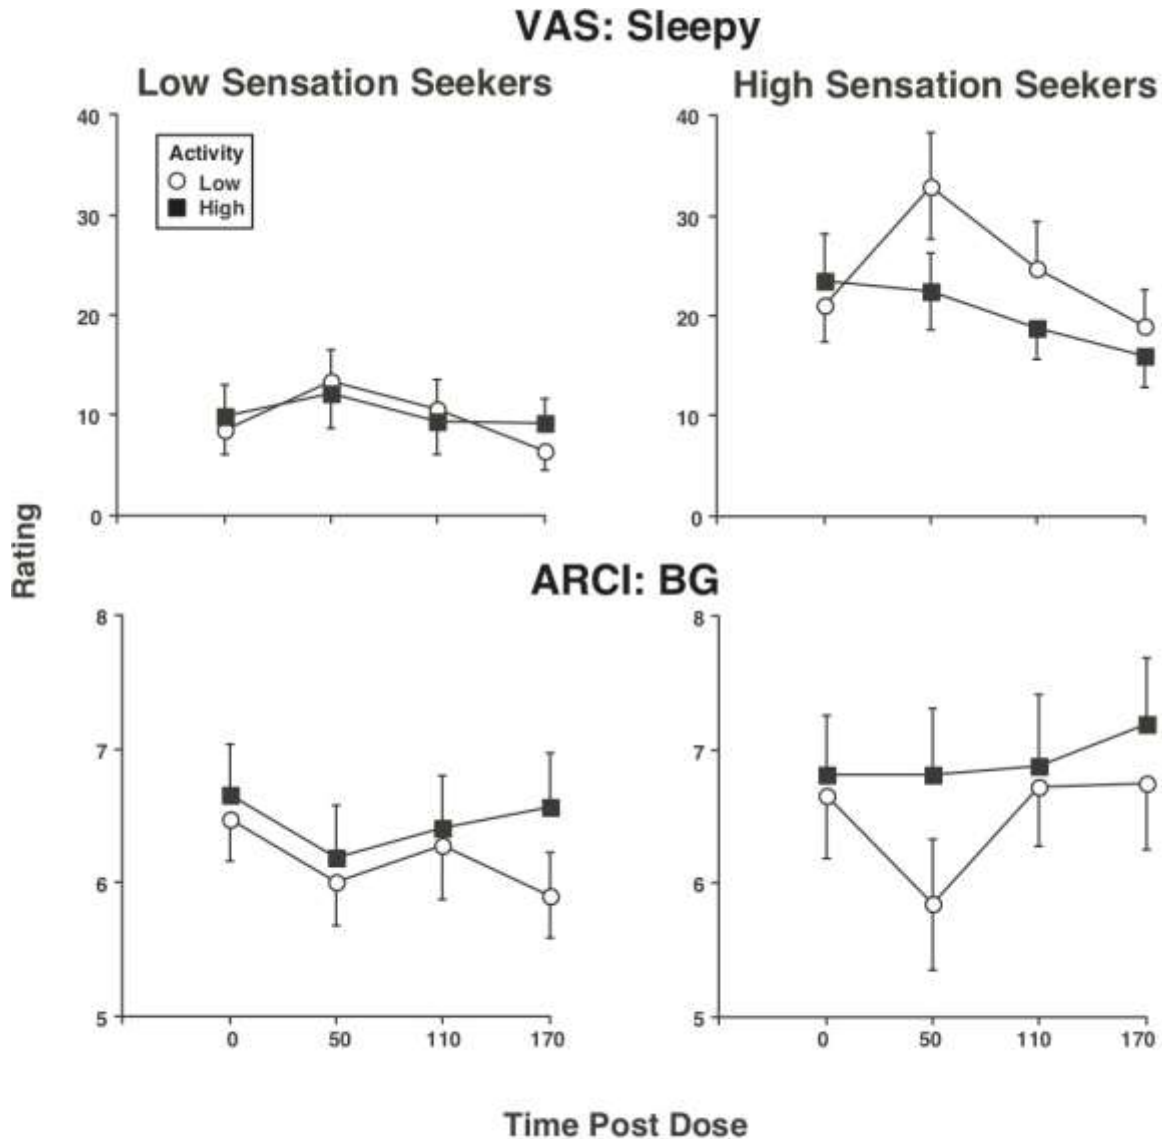 VAS: Sleepy
Low Sensation Seekers
High Sensation Seekers
40
30
20
10
0
Activity
Low
High
40
30
20
10
0
Rating
ARCI: BG
8
7
6
5
0 50 110 170
8
7
6
5
0 50 110 170
Time Post Dose